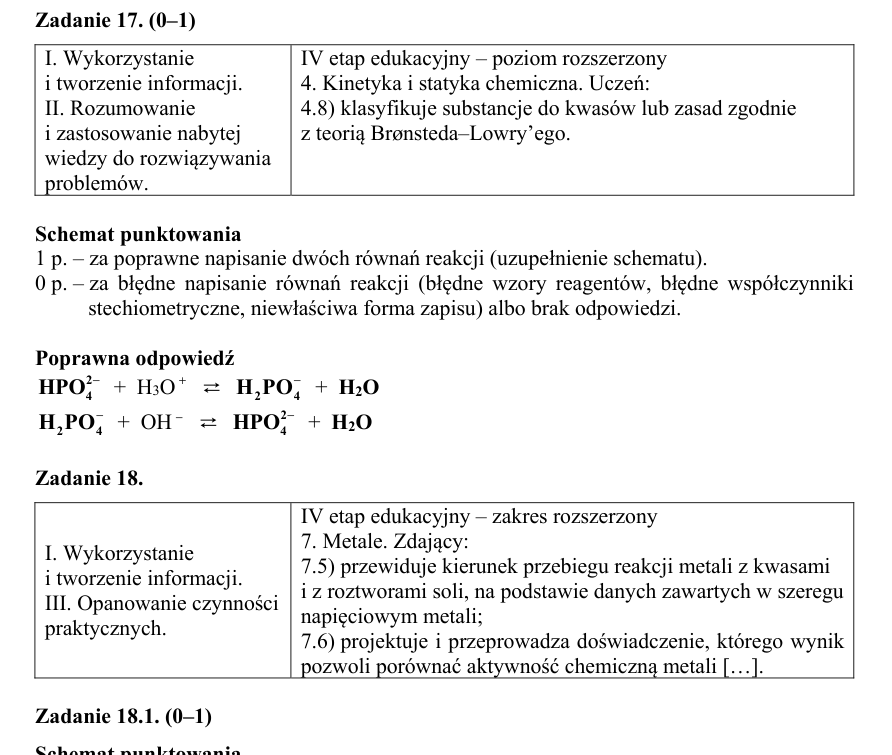 Zadanie 17. (0–1)
I. Wykorzystanie
i tworzenie informacji.
II. Rozumowanie
i zastosowanie nabytej
wiedzy do rozwiązywania
problemów.
IV etap edukacyjny – poziom rozszerzony
4. Kinetyka i statyka chemiczna. Uczeń:
4.8) klasyfikuje substancje do kwasów lub zasad zgodnie
z teorią Brønsteda–Lowry’ego.
Schemat punktowania
1 p. – za poprawne napisanie dwóch równań reakcji (uzupełnienie schematu).
0 p. – za błędne napisanie równań reakcji (błędne wzory reagentów, błędne współczynniki
stechiometryczne, niewłaściwa forma zapisu) albo brak odpowiedzi.
Poprawna odpowiedź
HPO₄²⁻ + H₃O⁺ ⇌ H₂PO₄⁻ + H₂O
H₂PO₄⁻ + OH⁻ ⇌ HPO₄²⁻ + H₂O
Zadanie 18.
I. Wykorzystanie
i tworzenie informacji.
III. Opanowanie czynności
praktycznych.
IV etap edukacyjny – zakres rozszerzony
7. Metale. Zdający:
7.5) przewiduje kierunek przebiegu reakcji metali z kwasami
i z roztworami soli, na podstawie danych zawartych w szeregu
napięciowym metali;
7.6) projektuje i przeprowadza doświadczenie, którego wynik
pozwoli porównać aktywność chemiczną metali […].
Zadanie 18.1. (0–1)
Schemat punktowania